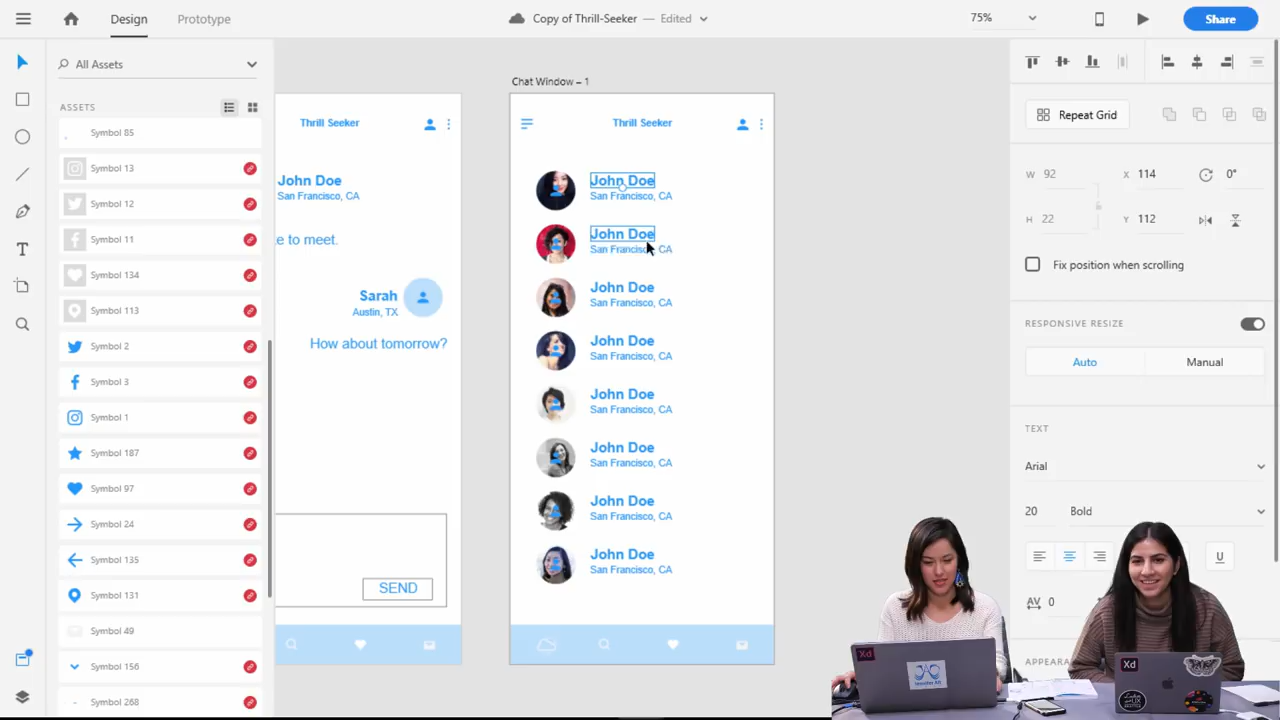 Design
Prototype
Copy of Thrill-Seeker — Edited
75%
Share
All Assets
ASSETS
Symbol 85
Symbol 13
Symbol 12
Symbol 11
Symbol 134
Symbol 113
Symbol 2
Symbol 3
Symbol 1
Symbol 187
Symbol 97
Symbol 24
Symbol 135
Symbol 131
Symbol 49
Symbol 156
Symbol 268
Thrill Seeker
John Doe
San Francisco, CA
e to meet.
Sarah
Austin, TX
How about tomorrow?
SEND
Chat Window – 1
Thrill Seeker
John Doe
San Francisco, CA
John Doe
San Francisco, CA
John Doe
San Francisco, CA
John Doe
San Francisco, CA
John Doe
San Francisco, CA
John Doe
San Francisco, CA
John Doe
San Francisco, CA
John Doe
San Francisco, CA
Repeat Grid
W 92 X 114 0°
H 22 Y 112
Fix position when scrolling
RESPONSIVE RESIZE
Auto Manual
TEXT
Arial
20 Bold
AV 0
APPEARA
Xd
Xd